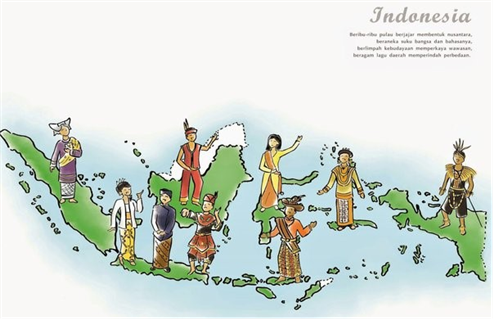 Indonesia
Beribu-ribu pulau berjajar membentuk nusantara,
beraneka suku bangsa dan bahasanya,
berlimpah kebudayaan memperkaya wawasan,
beragam lagu daerah memperindah perbedaan.